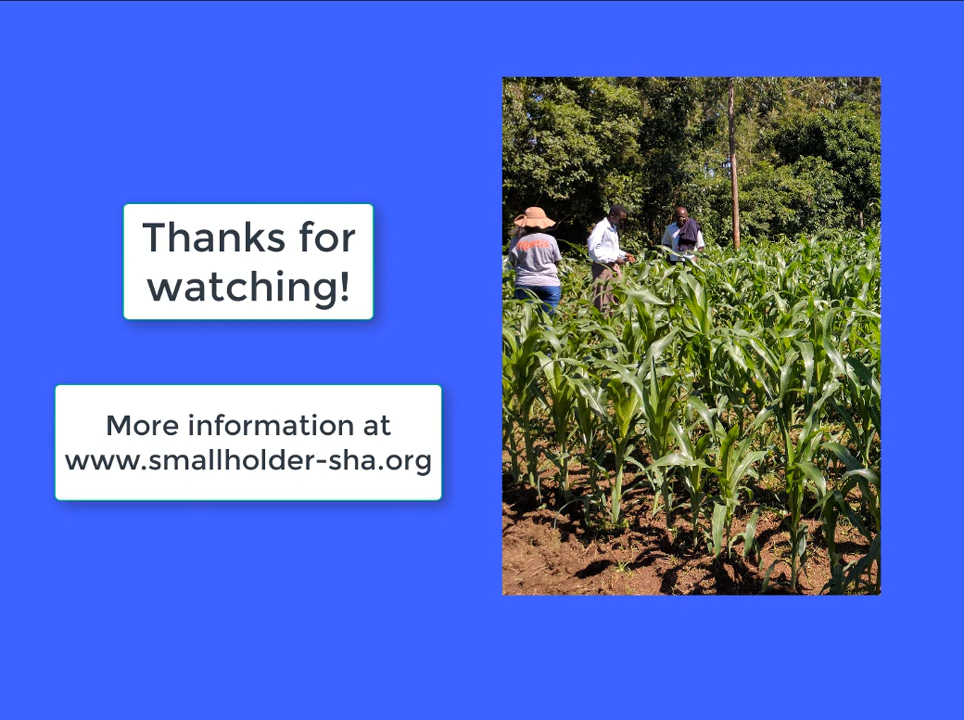 Thanks for
watching!
More information at
www.smallholder-sha.org